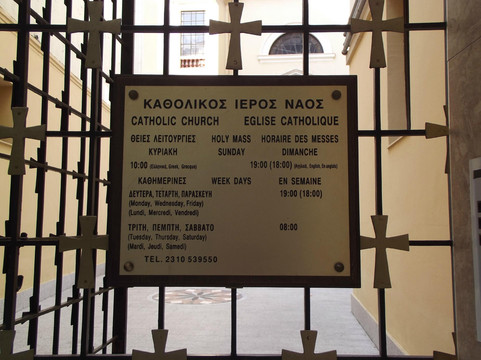 ΚΑΘΟΛΙΚΟΣ ΙΕΡΟΣ ΝΑΟΣ
CATHOLIC CHURCH EGLISE CATHOLIQUE
ΘΕΙΕΣ ΛΕΙΤΟΥΡΓΙΕΣ HOLY MASS HORAIRE DES MESSES
ΚΥΡΙΑΚΗ SUNDAY DIMANCHE
10:00 19:00 (18:00)
ΚΑΘΗΜΕΡΙΝΕΣ WEEK DAYS EN SEMAINE
ΔΕΥΤΕΡΑ, ΤΕΤΑΡΤΗ, ΠΑΡΑΣΚΕΥΗ 19:00 (18:00)
(Monday, Wednesday, Friday)
(Lundi, Mercredi, Vendredi)
ΤΡΙΤΗ, ΠΕΜΠΤΗ, ΣΑΒΒΑΤΟ 08:00
(Tuesday, Thursday, Saturday)
(Mardi, Jeudi, Samedi)
TEL. 2310 539550